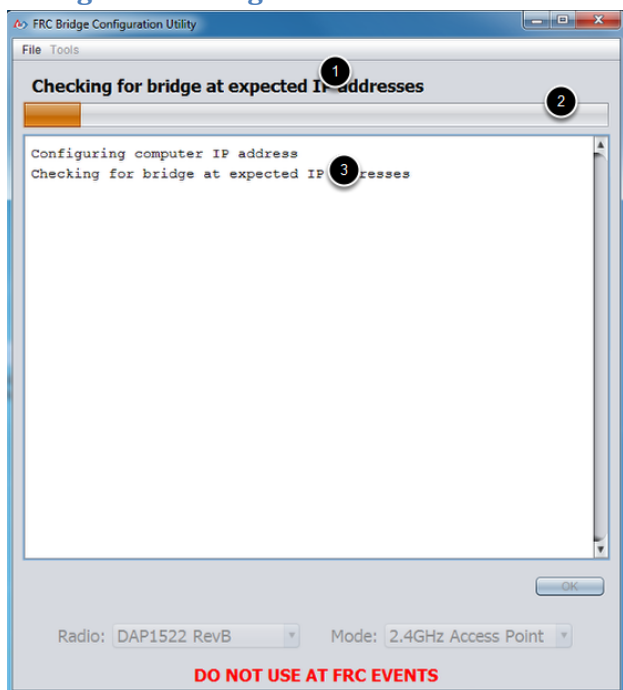 FRC Bridge Configuration Utility
File Tools
Checking for bridge at expected IP addresses
1
2
Configuring computer IP address
Checking for bridge at expected IP resses
3
OK
Radio: DAP1522 RevB Mode: 2.4GHz Access Point
DO NOT USE AT FRC EVENTS